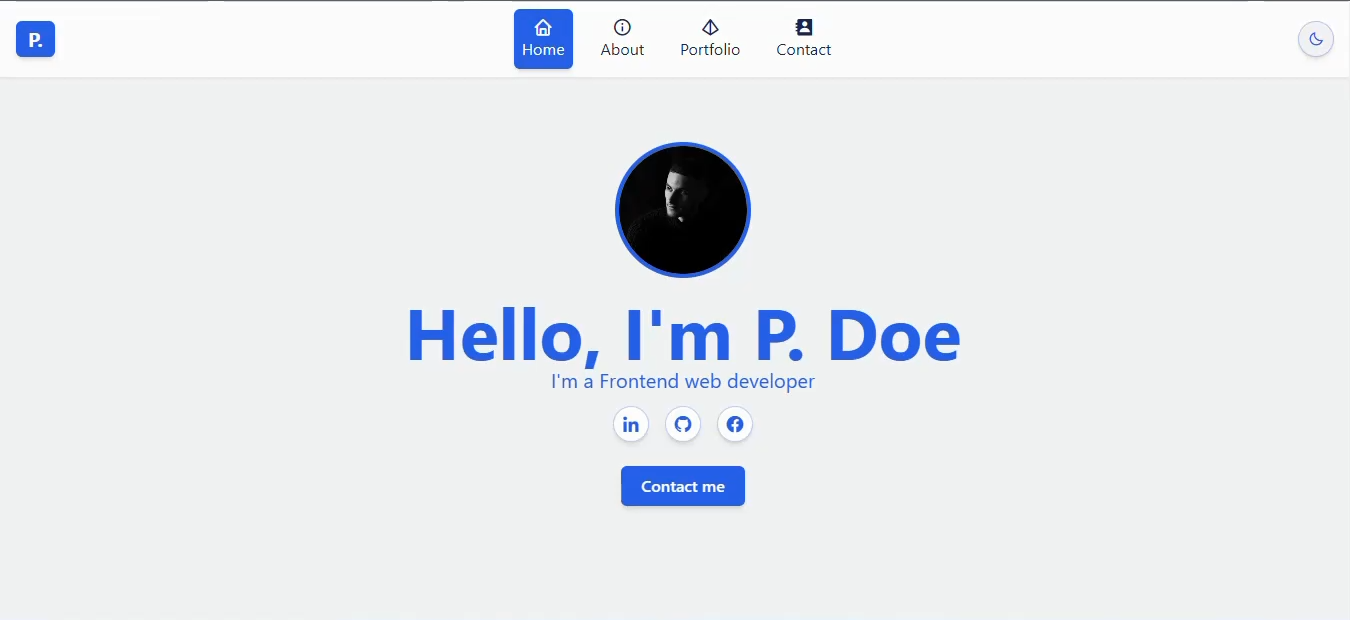 P.
Home
About
Portfolio
Contact
Hello, I'm P. Doe
I'm a Frontend web developer
in
Contact me